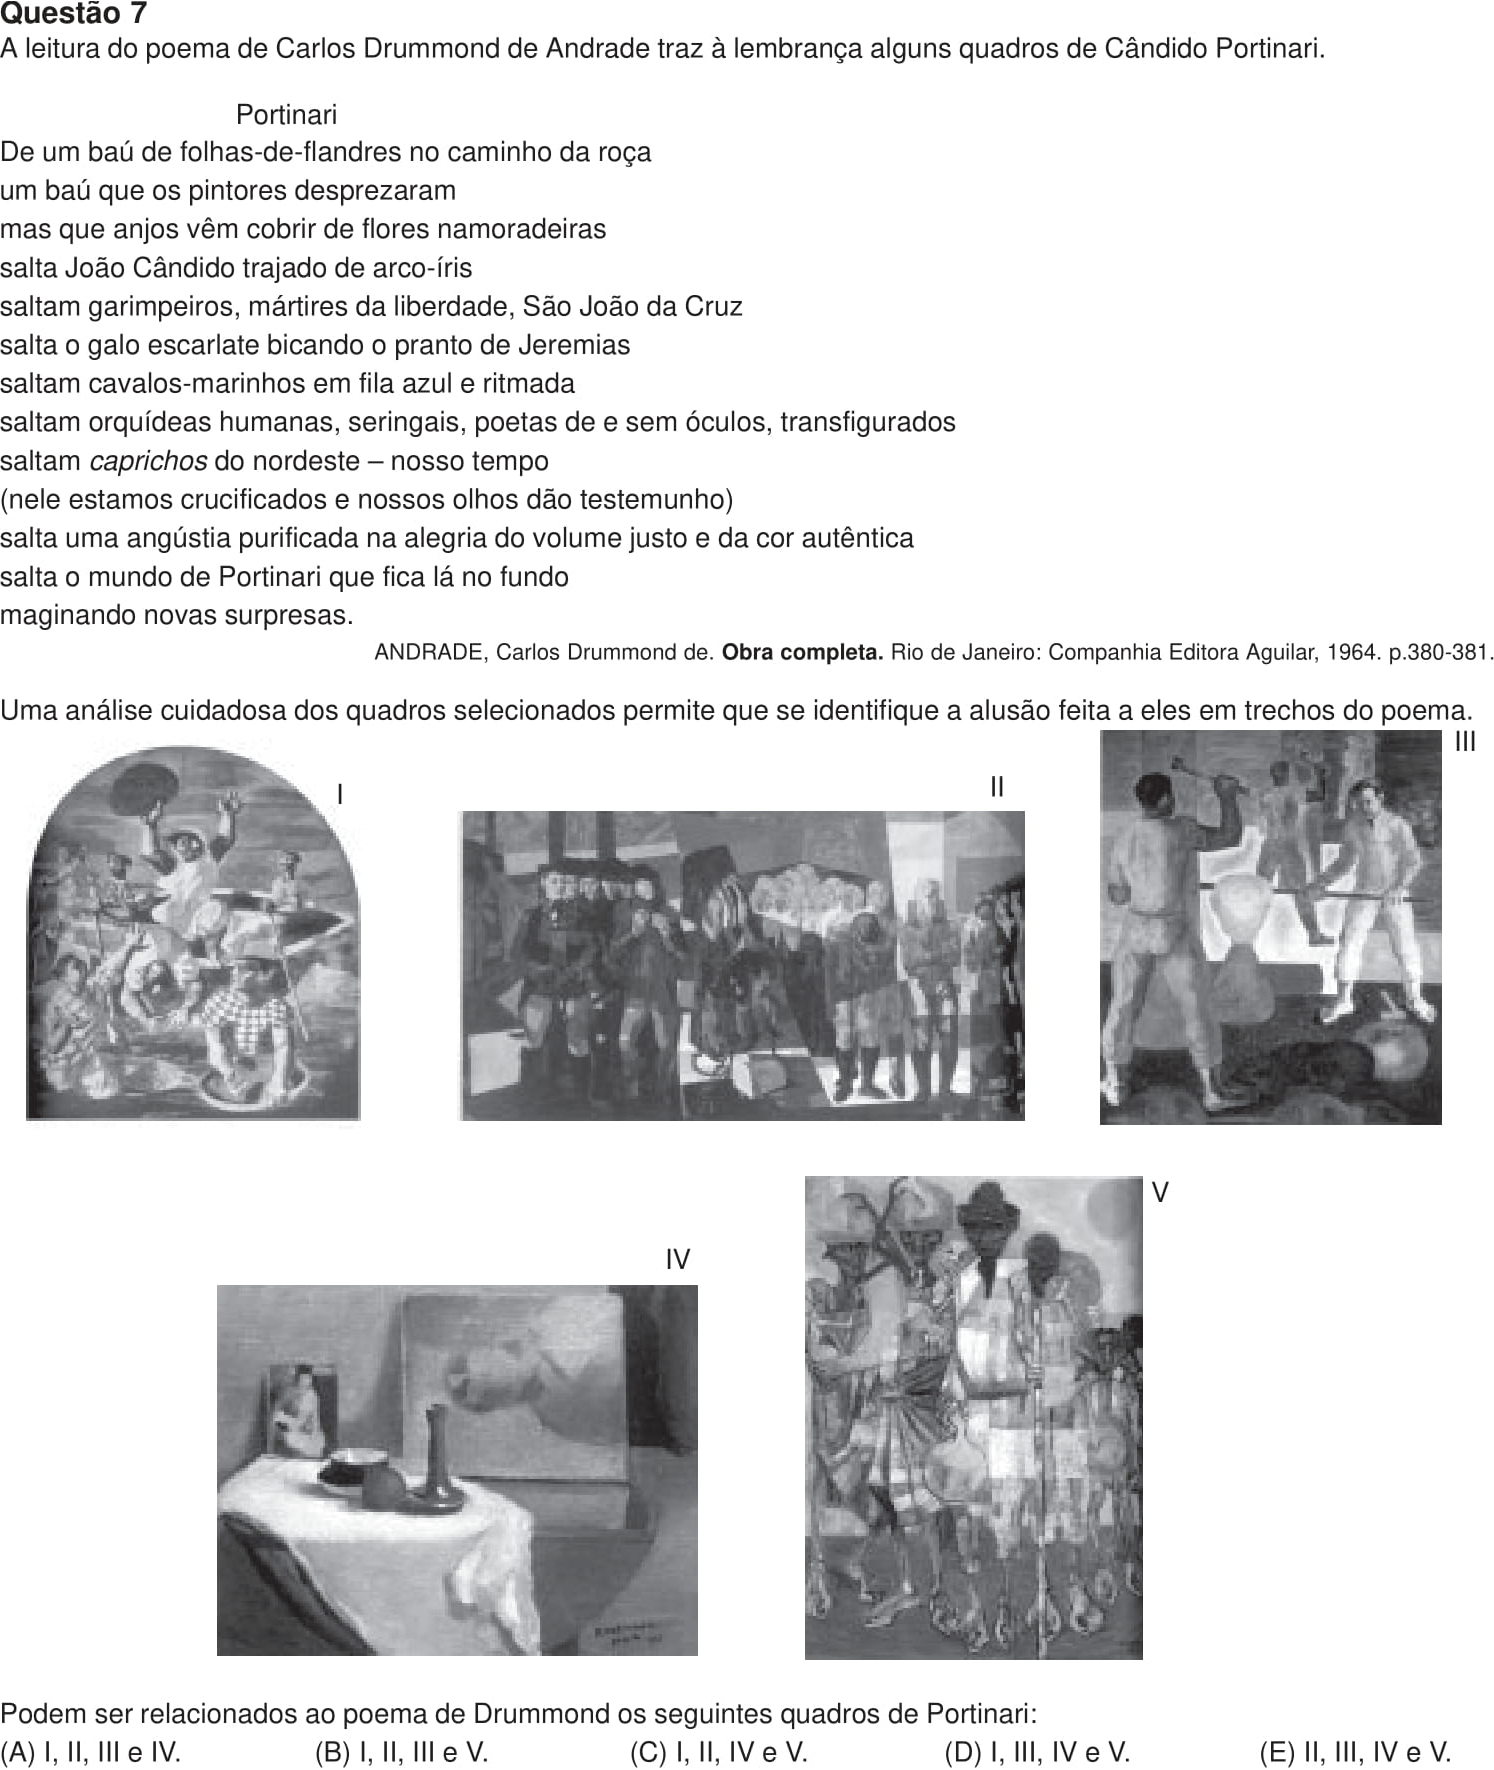 Questão 7
A leitura do poema de Carlos Drummond de Andrade traz à lembrança alguns quadros de Cândido Portinari.
Portinari
De um baú de folhas-de-flandres no caminho da roça
um baú que os pintores desprezaram
mas que anjos vêm cobrir de flores namoradeiras
salta João Cândido trajado de arco-íris
saltam garimpeiros, mártires da liberdade, São João da Cruz
salta o galo escarlate bicando o pranto de Jeremias
saltam cavalos-marinhos em fila azul e ritmada
saltam orquídeas humanas, seringais, poetas de e sem óculos, transfigurados
saltam caprichos do nordeste – nosso tempo
(nele estamos crucificados e nossos olhos dão testemunho)
salta uma angústia purificada na alegria do volume justo e da cor autêntica
salta o mundo de Portinari que fica lá no fundo
maginando novas surpresas.
ANDRADE, Carlos Drummond de. Obra completa. Rio de Janeiro: Companhia Editora Aguilar, 1964. p.380-381.
Uma análise cuidadosa dos quadros selecionados permite que se identifique a alusão feita a eles em trechos do poema.
I
II
III
IV
V
Podem ser relacionados ao poema de Drummond os seguintes quadros de Portinari:
(A) I, II, III e IV. (B) I, II, III e V. (C) I, II, IV e V. (D) I, III, IV e V. (E) II, III, IV e V.